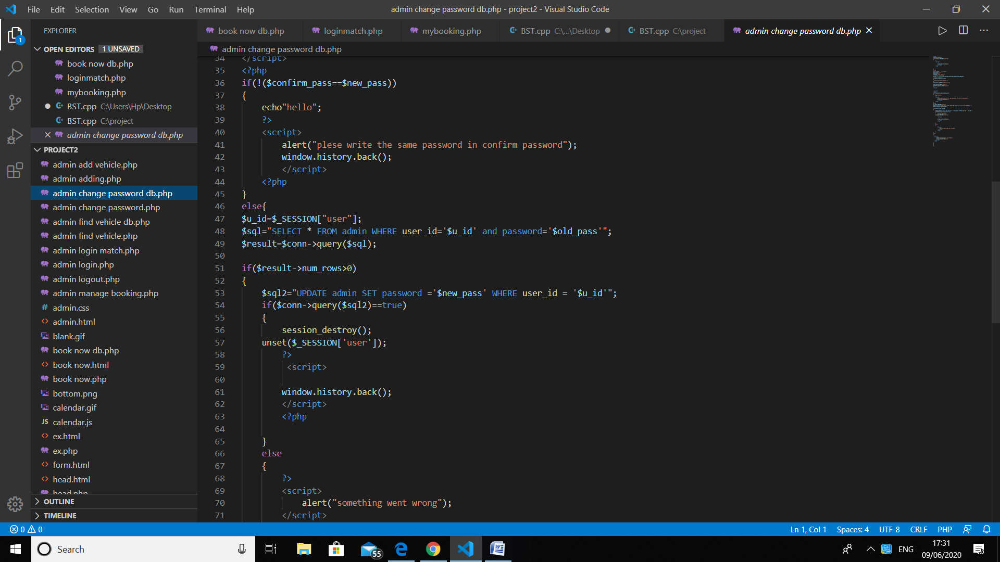 File Edit Selection View Go Run Terminal Help
admin change password db.php - project2 - Visual Studio Code
EXPLORER
book now db.php loginmatch.php mybooking.php BST.cpp C:\...\Desktop BST.cpp C:\project admin change password db.php
1
OPEN EDITORS 1 UNSAVED
book now db.php
loginmatch.php
mybooking.php
BST.cpp C:\Users\Hp\Desktop
BST.cpp C:\project
admin change password db.php
PROJECT2
admin add vehicle.php
admin adding.php
admin change password db.php
admin change password.php
admin find vehicle db.php
admin find vehicle.php
admin login match.php
admin login.php
admin logout.php
admin manage booking.php
admin.css
admin.html
blank.gif
book now db.php
book now.html
book now.php
bottom.png
calendar.gif
calendar.js
ex.html
ex.php
form.html
head.html
head.php
OUTLINE
TIMELINE
admin change password db.php
34 </script>
35 <?php
36 if(!($confirm_pass==$new_pass))
37 {
38 echo"hello";
39 ?>
40 <script>
41 alert("plese write the same password in confirm password");
42 window.history.back();
43 </script>
44 <?php
45 }
46 else{
47 $u_id=$_SESSION["user"];
48 $sql="SELECT * FROM admin WHERE user_id='$u_id' and password='$old_pass'";
49 $result=$conn->query($sql);
50
51 if($result->num_rows>0)
52 {
53 $sql2="UPDATE admin SET password ='$new_pass' WHERE user_id = '$u_id'";
54 if($conn->query($sql2)==true)
55 {
56 session_destroy();
57 unset($_SESSION['user']);
58 ?>
59 <script>
60
61 window.history.back();
62 </script>
63 <?php
64
65 }
66 else
67 {
68 ?>
69 <script>
70 alert("something went wrong");
71 </script>
0 0
Ln 1, Col 1 Spaces: 4 UTF-8 CRLF PHP
Search
55
ENG
17:31
09/06/2020